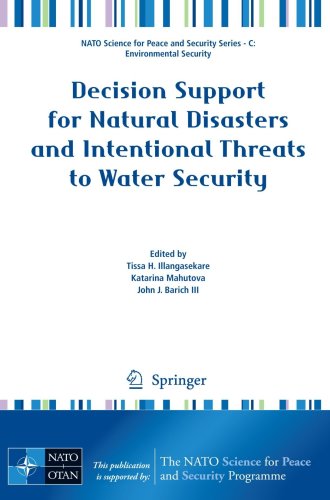 NATO Science for Peace and Security Series - C:
Environmental Security
Decision Support
for Natural Disasters
and Intentional Threats
to Water Security
Edited by
Tissa H. Illangasekare
Katarina Mahutova
John J. Barich III
Springer
NATO
OTAN
This publication
is supported by:
The NATO Science for Peace
and Security Programme